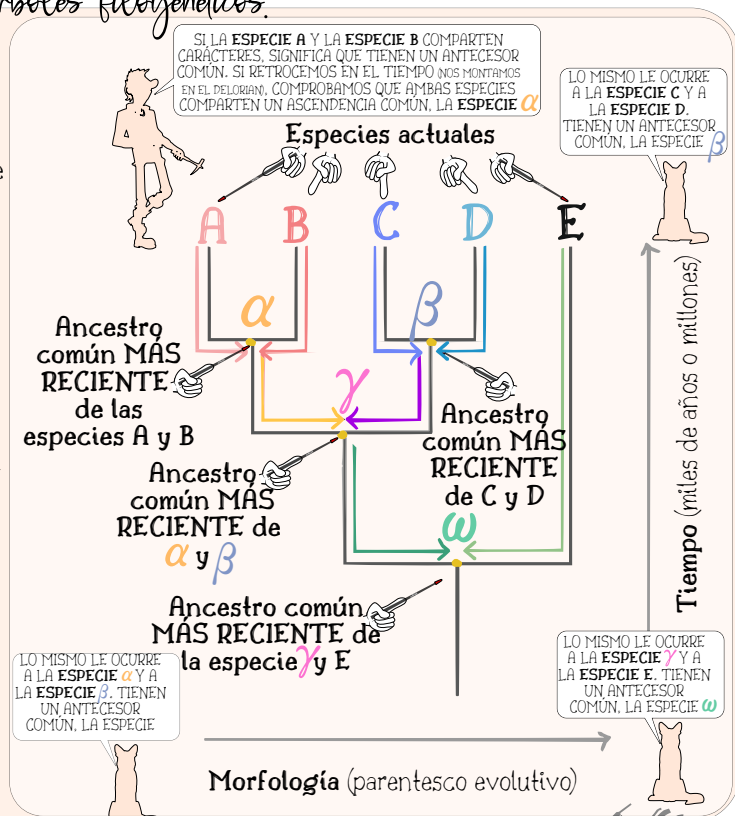 árboles filogenéticos.
SI LA ESPECIE A Y LA ESPECIE B COMPARTEN
CARÁCTERES, SIGNIFICA QUE TIENEN UN ANTECESOR
COMÚN. SI RETROCEMOS EN EL TIEMPO (NOS MONTAMOS
EN EL DELORIAN), COMPROBAMOS QUE AMBAS ESPECIES
COMPARTEN UN ASCENDENCIA COMÚN, LA ESPECIE α
LO MISMO LE OCURRE
A LA ESPECIE C Y A
LA ESPECIE D.
TIENEN UN ANTECESOR
COMÚN, LA ESPECIE β
Especies actuales
A B C D E
α β
Ancestro
común MÁS
RECIENTE
de las
especies A y B
γ
Ancestro
común MÁS
RECIENTE
de C y D
Ancestro
común MÁS
RECIENTE de
α y β
ω
Ancestro común
MÁS RECIENTE de
la especie γ y E
Tiempo (miles de años o millones)
LO MISMO LE OCURRE
A LA ESPECIE α Y A
LA ESPECIE β. TIENEN
UN ANTECESOR
COMÚN, LA ESPECIE
LO MISMO LE OCURRE
A LA ESPECIE γ Y A
LA ESPECIE E. TIENEN
UN ANTECESOR
COMÚN, LA ESPECIE ω
Morfología (parentesco evolutivo)